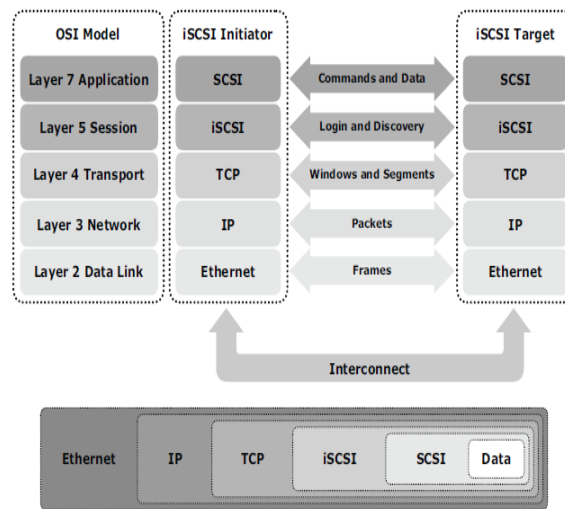 OSI Model iSCSI Initiator iSCSI Target
Layer 7 Application SCSI Commands and Data SCSI
Layer 5 Session iSCSI Login and Discovery iSCSI
Layer 4 Transport TCP Windows and Segments TCP
Layer 3 Network IP Packets IP
Layer 2 Data Link Ethernet Frames Ethernet
Interconnect
Ethernet IP TCP iSCSI SCSI Data